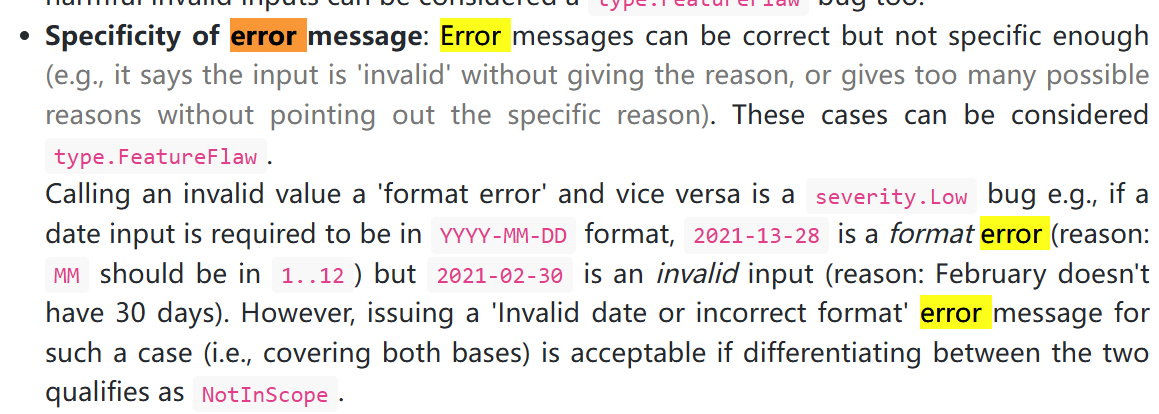 harmful invalid inputs can be considered a type.FeatureFlaw bug too.
• Specificity of error message: Error messages can be correct but not specific enough
(e.g., it says the input is 'invalid' without giving the reason, or gives too many possible
reasons without pointing out the specific reason). These cases can be considered
type.FeatureFlaw .
Calling an invalid value a 'format error' and vice versa is a severity.Low bug e.g., if a
date input is required to be in YYYY-MM-DD format, 2021-13-28 is a format error (reason:
MM should be in 1..12 ) but 2021-02-30 is an invalid input (reason: February doesn't
have 30 days). However, issuing a 'Invalid date or incorrect format' error message for
such a case (i.e., covering both bases) is acceptable if differentiating between the two
qualifies as NotInScope .